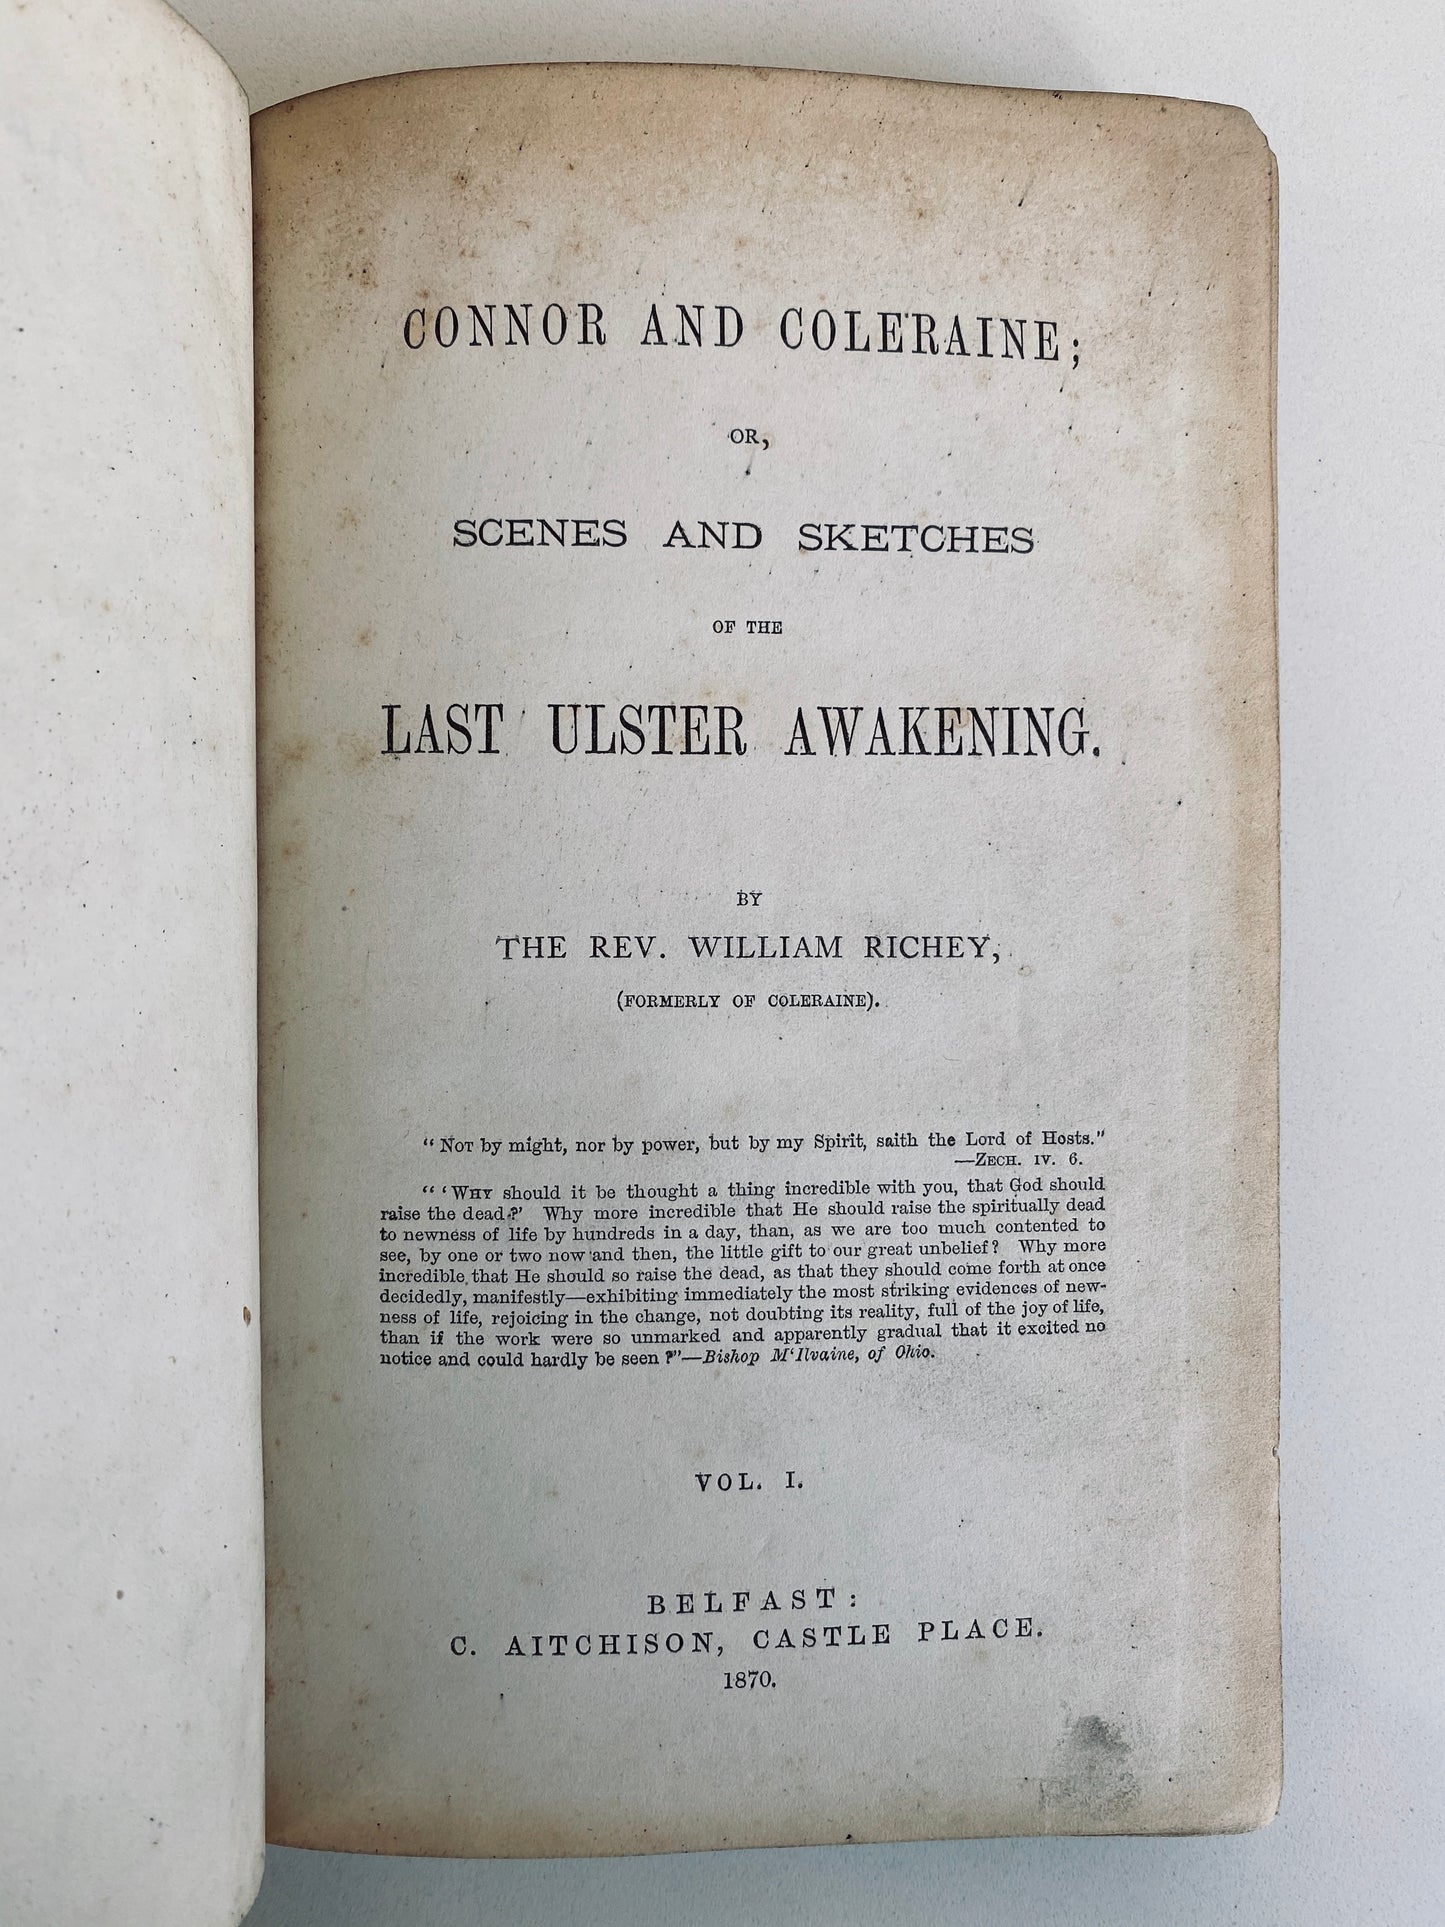 CONNOR AND COLERAINE;
OR,
SCENES AND SKETCHES
OF THE
LAST ULSTER AWAKENING.
BY
THE REV. WILLIAM RICHEY,
(FORMERLY OF COLERAINE).
"NOT by might, nor by power, but by my Spirit, saith the Lord of Hosts."
—ZECH. IV. 6.
"'WHY should it be thought a thing incredible with you, that God should
raise the dead?' Why more incredible that He should raise the spiritually dead
to newness of life by hundreds in a day, than, as we are too much contented to
see, by one or two now and then, the little gift to our great unbelief? Why more
incredible that He should so raise the dead, as that they should come forth at once
decidedly, manifestly—exhibiting immediately the most striking evidences of new-
ness of life, rejoicing in the change, not doubting its reality, full of the joy of life,
than if the work were so unmarked and apparently gradual that it excited no
notice and could hardly be seen?"—Bishop M'Ilvaine, of Ohio.
VOL. I.
BELFAST:
C. AITCHISON, CASTLE PLACE.
1870.